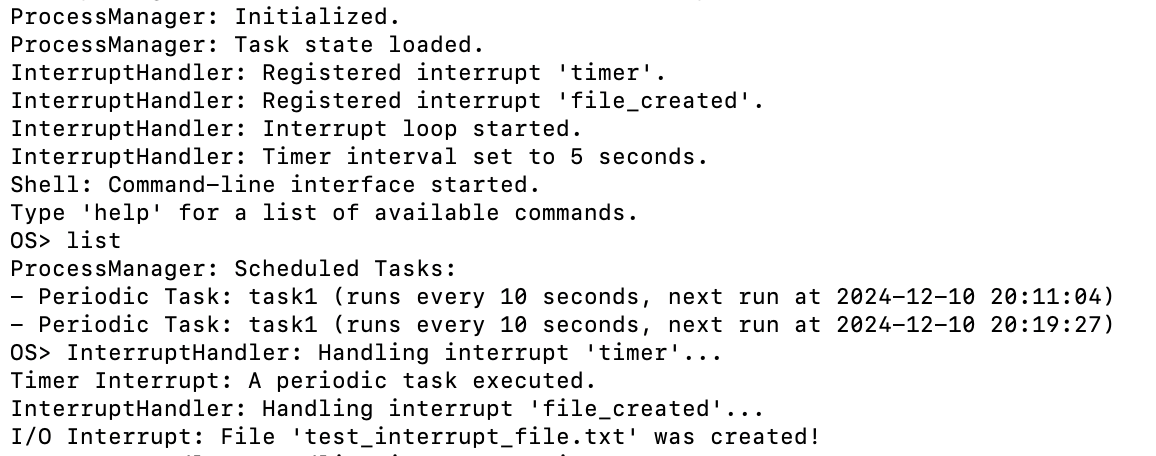 ProcessManager: Initialized.
ProcessManager: Task state loaded.
InterruptHandler: Registered interrupt 'timer'.
InterruptHandler: Registered interrupt 'file_created'.
InterruptHandler: Interrupt loop started.
InterruptHandler: Timer interval set to 5 seconds.
Shell: Command-line interface started.
Type 'help' for a list of available commands.
OS> list
ProcessManager: Scheduled Tasks:
- Periodic Task: task1 (runs every 10 seconds, next run at 2024-12-10 20:11:04)
- Periodic Task: task1 (runs every 10 seconds, next run at 2024-12-10 20:19:27)
OS> InterruptHandler: Handling interrupt 'timer'...
Timer Interrupt: A periodic task executed.
InterruptHandler: Handling interrupt 'file_created'...
I/O Interrupt: File 'test_interrupt_file.txt' was created!